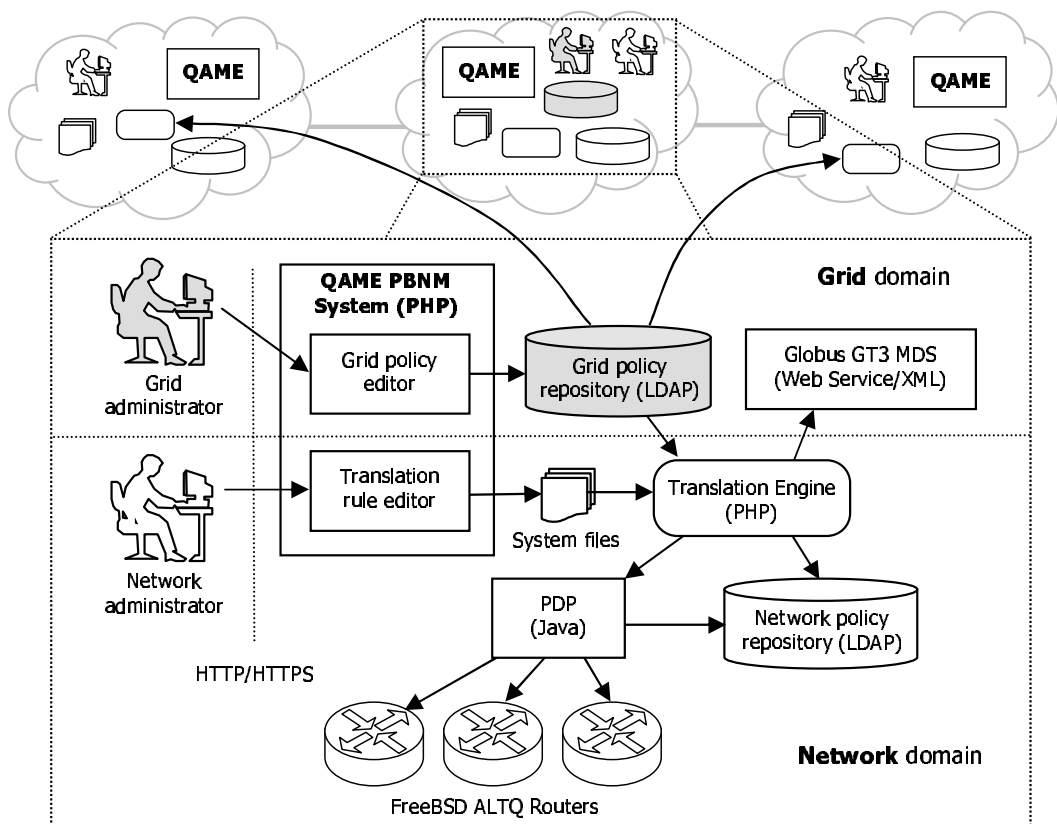 QAME
QAME
QAME
QAME PBNM
System (PHP)
Grid domain
Grid policy
editor
Grid policy
repository (LDAP)
Globus GT3 MDS
(Web Service/XML)
Grid
administrator
Translation
rule editor
System files
Translation Engine
(PHP)
Network
administrator
PDP
(Java)
Network policy
repository (LDAP)
HTTP/HTTPS
Network domain
FreeBSD ALTQ Routers